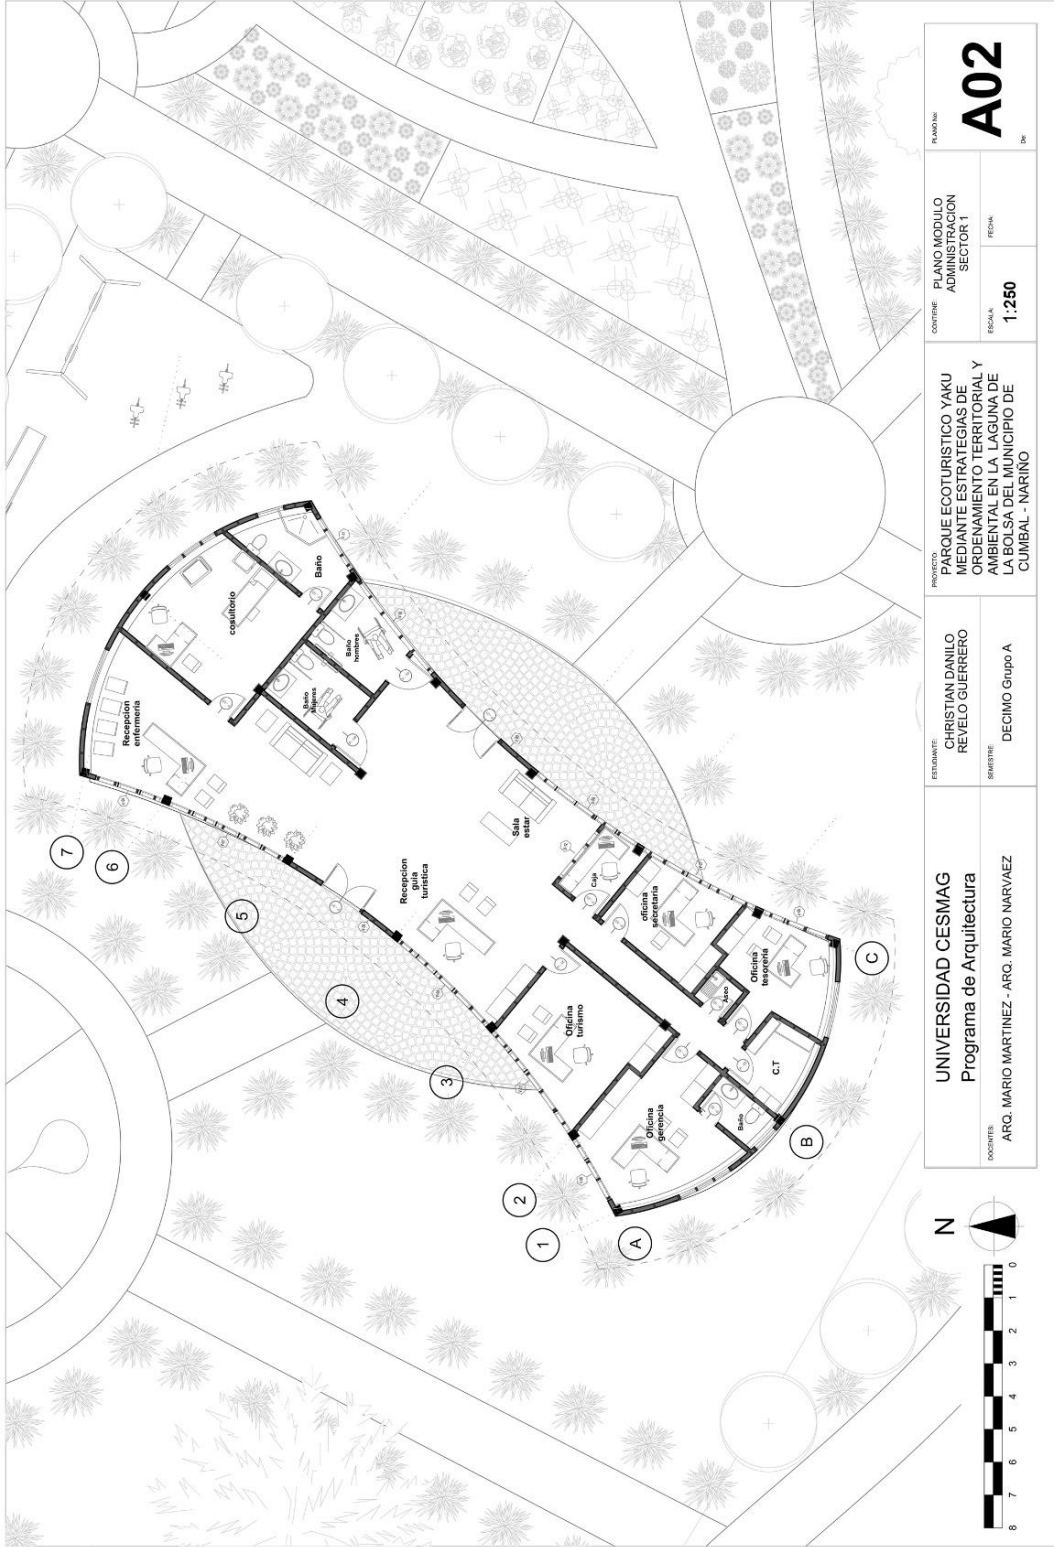 Recepcion
enfermería
cosultorio
Baño
Baño
Mujeres
Baño
hombres
Recepcion
guia
turística
Sala
estar
Caja
oficina
secretaria
Oficina
tesorería
Aseo
C.T
Baño
Oficina
turismo
Oficina
gerencia
1
2
3
4
5
6
7
A
B
C
8 7 6 5 4 3 2 1 0
N
UNIVERSIDAD CESMAG
Programa de Arquitectura
DOCENTES:
ARQ. MARIO MARTINEZ - ARQ. MARIO NARVAEZ
ESTUDIANTE:
CHRISTIAN DANILO
REVELO GUERRERO
SEMESTRE:
DECIMO Grupo A
PROYECTO:
PARQUE ECOTURISTICO YAKU
MEDIANTE ESTRATEGIAS DE
ORDENAMIENTO TERRITORIAL Y
AMBIENTAL EN LA LAGUNA DE
LA BOLSA DEL MUNICIPIO DE
CUMBAL - NARIÑO
CONTIENE:
PLANO MODULO
ADMINISTRACION
SECTOR 1
ESCALA:
1:250
FECHA:
PLANO No:
A02
De: